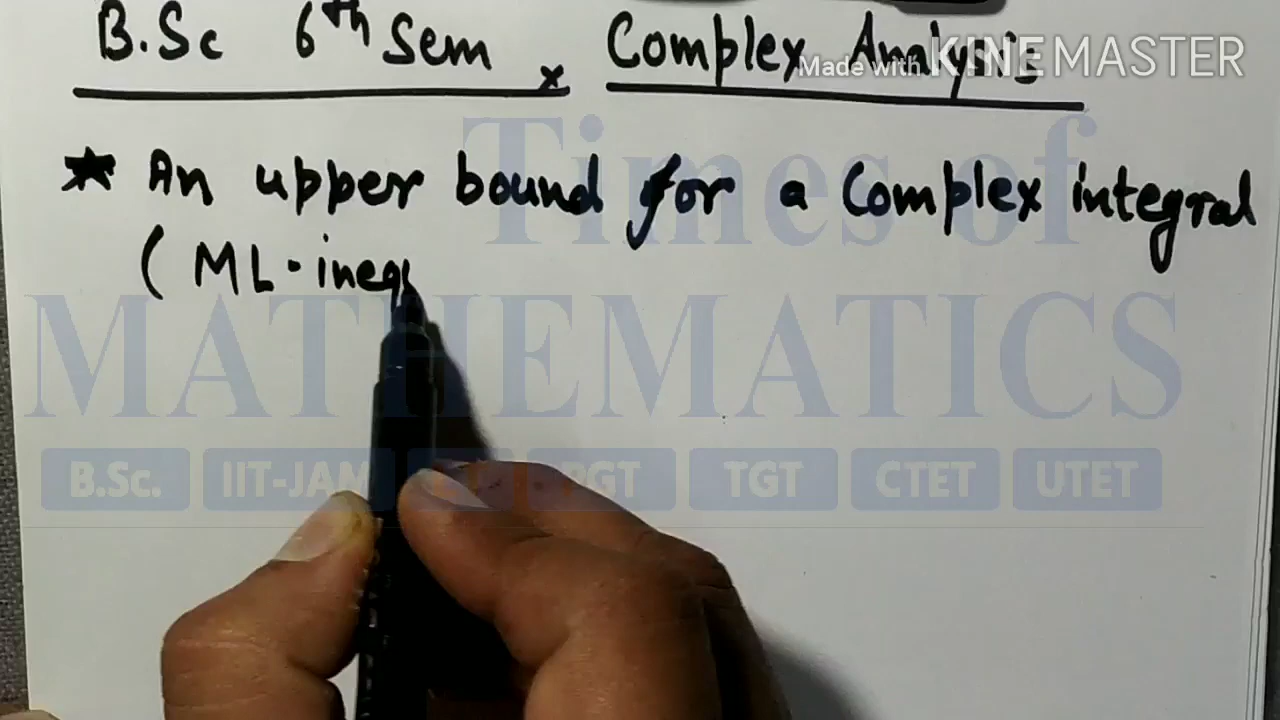 B.Sc 6th Sem Complex Analysis
Made with KINEMASTER
* An upper bound for a Complex integral
( ML-ineq
Times of
MATHEMATICS
B.Sc. IIT-JAM PGT TGT CTET UTET